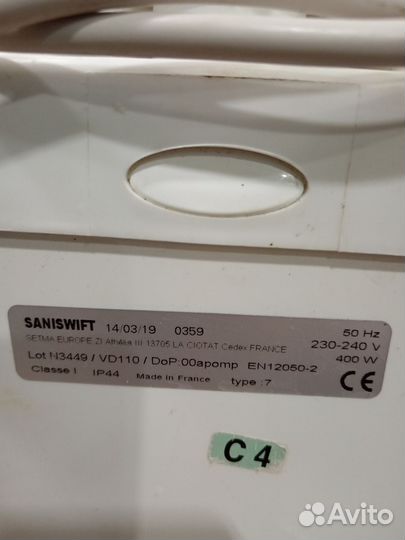 SANISWIFT 14/03/19 0359 50 Hz
SETMA EUROPE ZI Athélia III 13705 LA CIOTAT Cedex FRANCE 230-240 V
Lot N3449 / VD110 / DoP:00apomp EN12050-2 400 W
Classe I IP44 Made in France type :7 CE
C 4
Avito